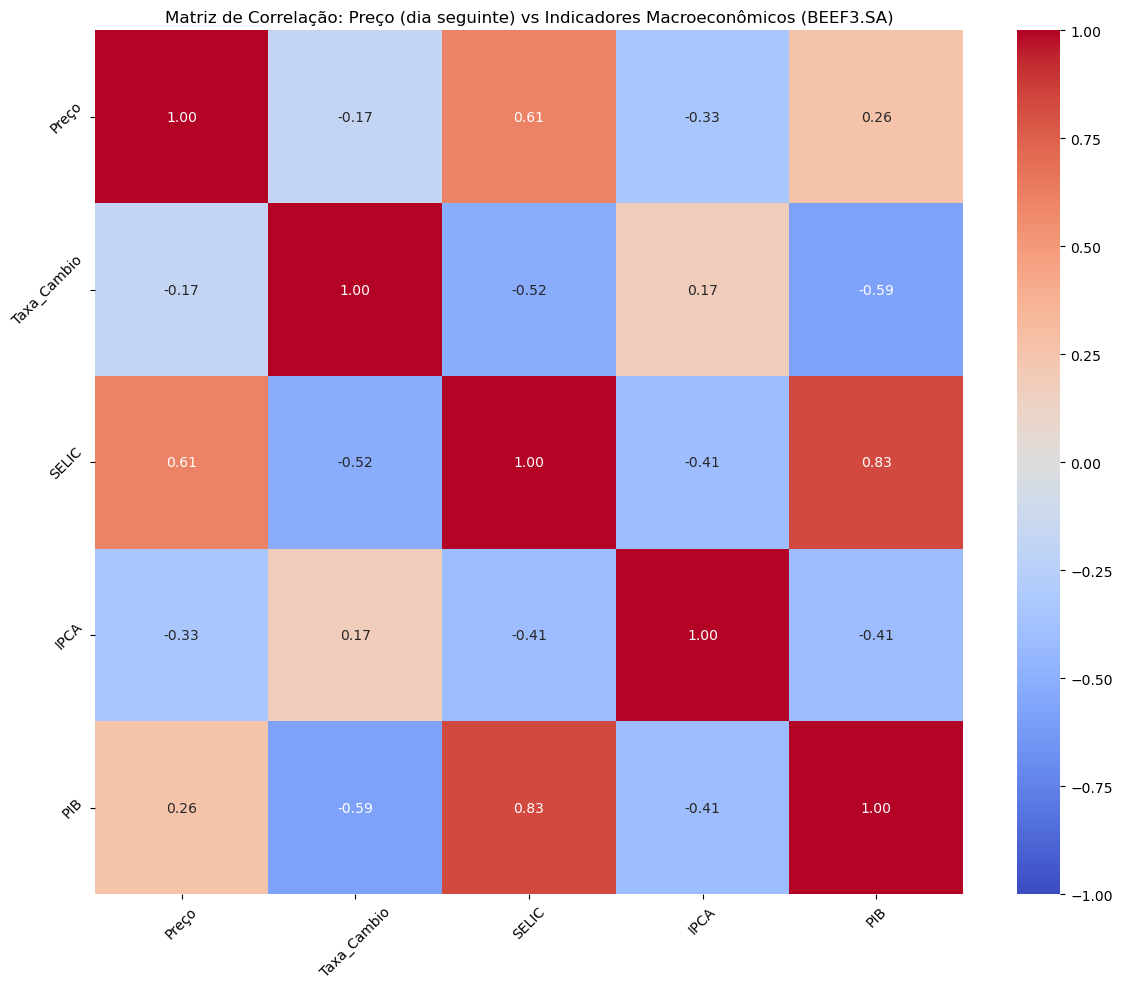 Matriz de Correlação: Preço (dia seguinte) vs Indicadores Macroeconômicos (BEEF3.SA)
Preço 1.00 -0.17 0.61 -0.33 0.26
Taxa_Cambio -0.17 1.00 -0.52 0.17 -0.59
SELIC 0.61 -0.52 1.00 -0.41 0.83
IPCA -0.33 0.17 -0.41 1.00 -0.41
PIB 0.26 -0.59 0.83 -0.41 1.00
Preço Taxa_Cambio SELIC IPCA PIB
1.00
0.75
0.50
0.25
0.00
−0.25
−0.50
−0.75
−1.00